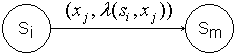 (x_j, λ(s_i, x_j))
S_i S_m